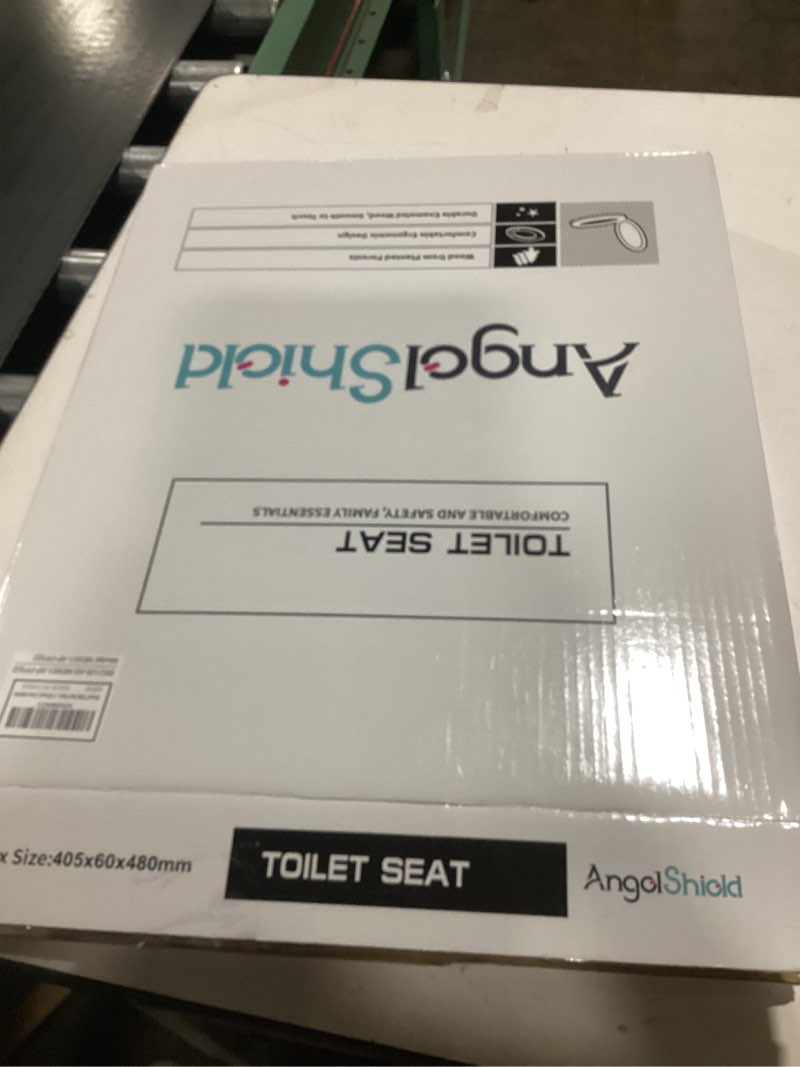 Wood from Planted Forests
Comfortable Ergonomic Design
Durable Enameled Wood, Smooth to Touch
AngelShield
TOILET SEAT
COMFORTABLE AND SAFETY, FAMILY ESSENTIALS
x Size:405x60x480mm
TOILET SEAT
AngelShield